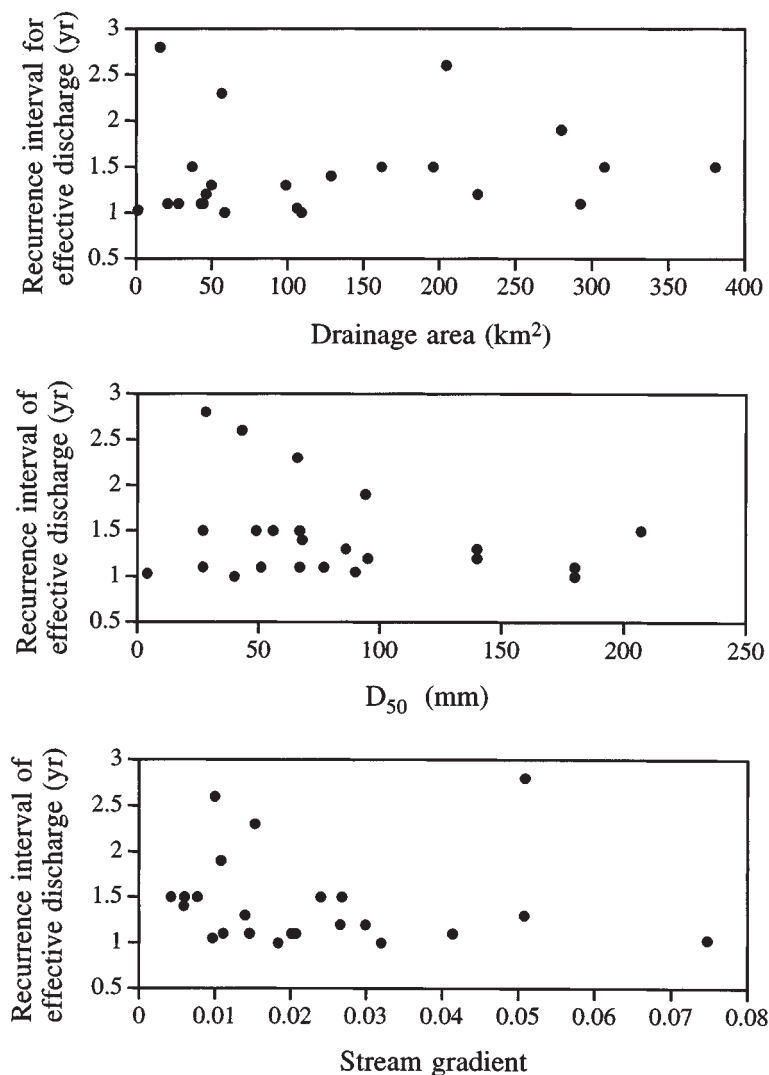 Recurrence interval for
effective discharge (yr)
3
2.5
2
1.5
1
0.5
0 50 100 150 200 250 300 350 400
Drainage area (km²)
Recurrence interval of
effective discharge (yr)
3
2.5
2
1.5
1
0.5
0 50 100 150 200 250
D₅₀ (mm)
Recurrence interval of
effective discharge (yr)
3
2.5
2
1.5
1
0.5
0 0.01 0.02 0.03 0.04 0.05 0.06 0.07 0.08
Stream gradient